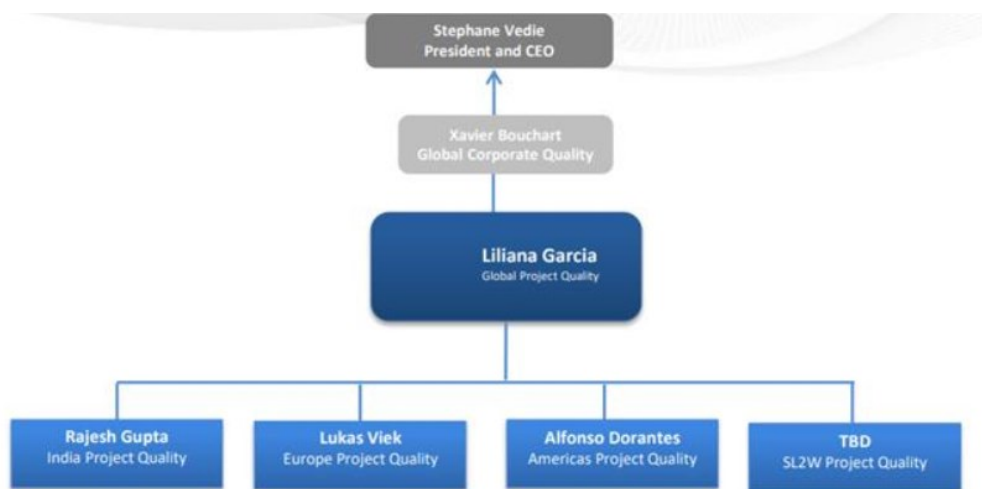 Stephane Vedie
President and CEO
Xavier Bouchart
Global Corporate Quality
Liliana Garcia
Global Project Quality
Rajesh Gupta
India Project Quality
Lukas Viek
Europe Project Quality
Alfonso Dorantes
Americas Project Quality
TBD
SL2W Project Quality